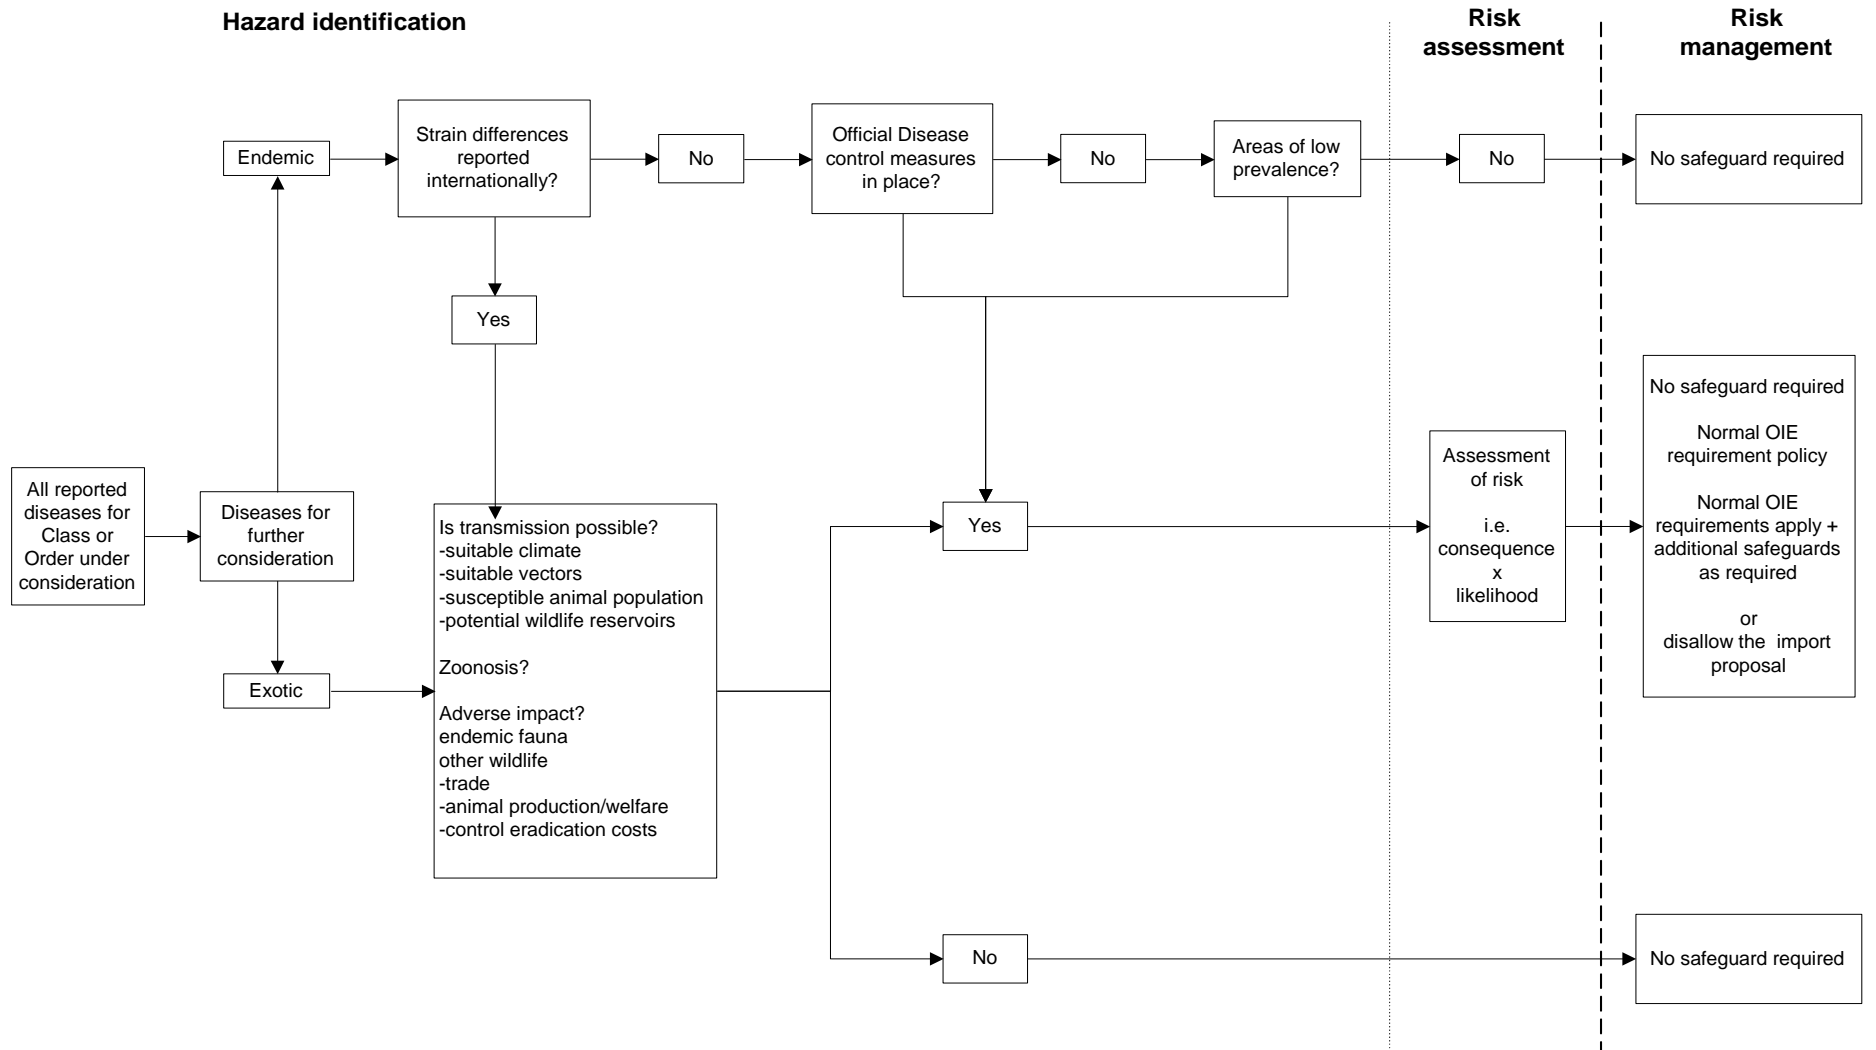 Hazard identification
Risk
assessment
Risk
management
Endemic
Strain differences
reported
internationally?
No
Official Disease
control measures
in place?
No
Areas of low
prevalence?
No
No safeguard required
Yes
All reported
diseases for
Class or
Order under
consideration
Diseases for
further
consideration
Exotic
Is transmission possible?
-suitable climate
-suitable vectors
-susceptible animal population
-potential wildlife reservoirs
Zoonosis?
Adverse impact?
endemic fauna
other wildlife
-trade
-animal production/welfare
-control eradication costs
Yes
Assessment
of risk
i.e.
consequence
x
likelihood
No safeguard required
Normal OIE
requirement policy
Normal OIE
requirements apply +
additional safeguards
as required
or
disallow the import
proposal
No
No safeguard required